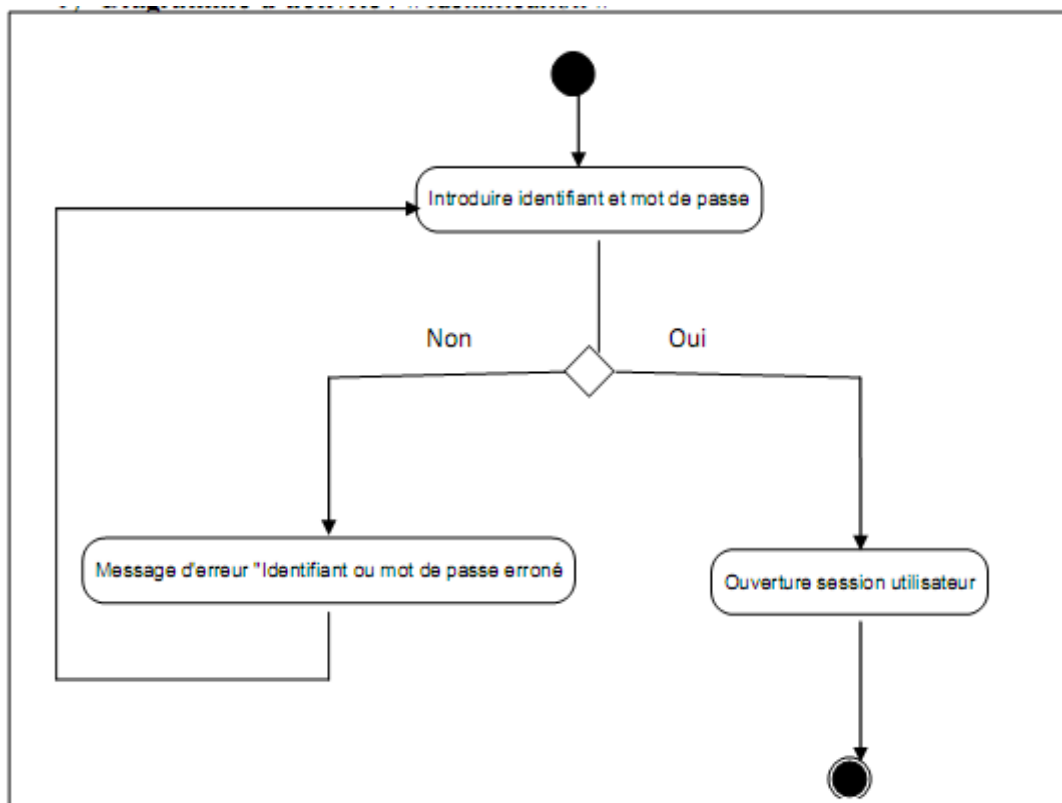 Introduire identifiant et mot de passe
Non
Oui
Message d'erreur "Identifiant ou mot de passe erroné
Ouverture session utilisateur